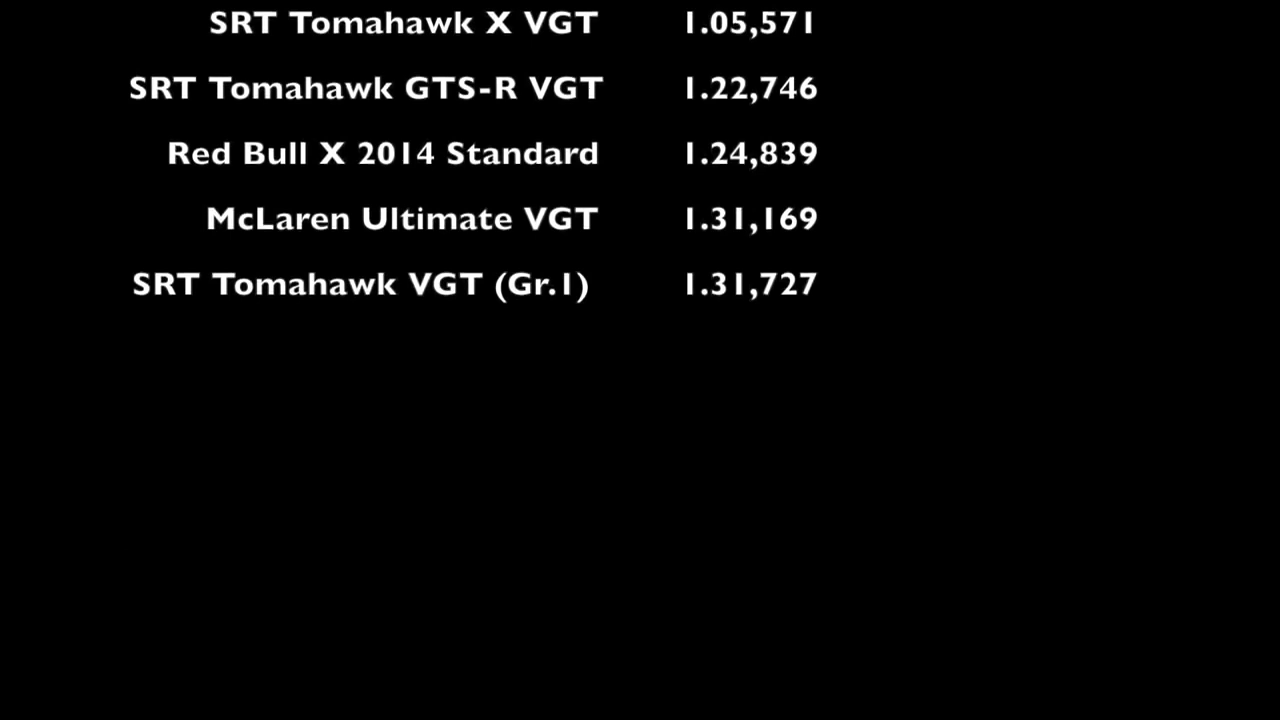 SRT Tomahawk X VGT 1.05,571
SRT Tomahawk GTS-R VGT 1.22,746
Red Bull X 2014 Standard 1.24,839
McLaren Ultimate VGT 1.31,169
SRT Tomahawk VGT (Gr.1) 1.31,727